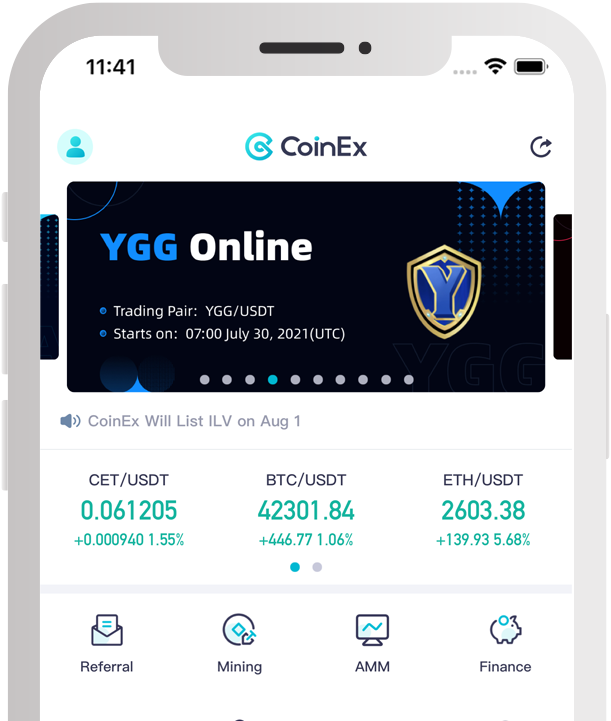 11:41
CoinEx
YGG Online
Trading Pair: YGG/USDT
Starts on: 07:00 July 30, 2021(UTC)
Y
YGG
CoinEx Will List ILV on Aug 1
CET/USDT BTC/USDT ETH/USDT
0.061205 42301.84 2603.38
+0.000940 1.55% +446.77 1.06% +139.93 5.68%
Referral Mining AMM Finance